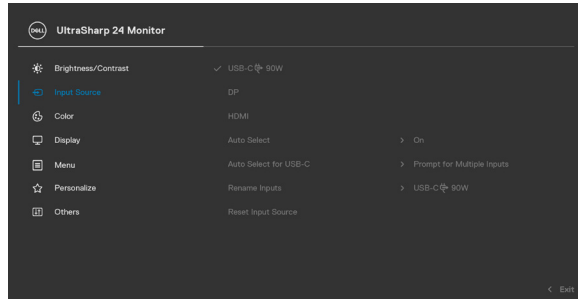 DELL UltraSharp 24 Monitor
Brightness/Contrast ✓ USB-C 90W
Input Source DP
Color HDMI
Display Auto Select > On
Menu Auto Select for USB-C > Prompt for Multiple Inputs
Personalize Rename Inputs > USB-C 90W
Others Reset Input Source
< Exit